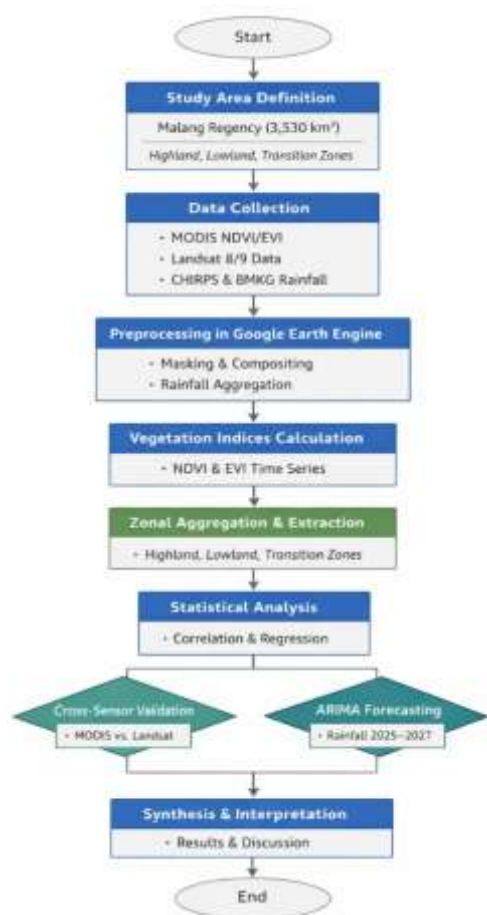 Start
Study Area Definition
Malang Regency (3,530 km²)
Highland, Lowland, Transition Zones
Data Collection
• MODIS NDVI/EVI
• Landsat 8/9 Data
• CHIRPS & BMKG Rainfall
Preprocessing in Google Earth Engine
• Masking & Compositing
• Rainfall Aggregation
Vegetation Indices Calculation
• NDVI & EVI Time Series
Zonal Aggregation & Extraction
• Highland, Lowland, Transition Zones
Statistical Analysis
• Correlation & Regression
Cross-Sensor Validation
• MODIS vs. Landsat
ARIMA Forecasting
• Rainfall 2025–2027
Synthesis & Interpretation
• Results & Discussion
End